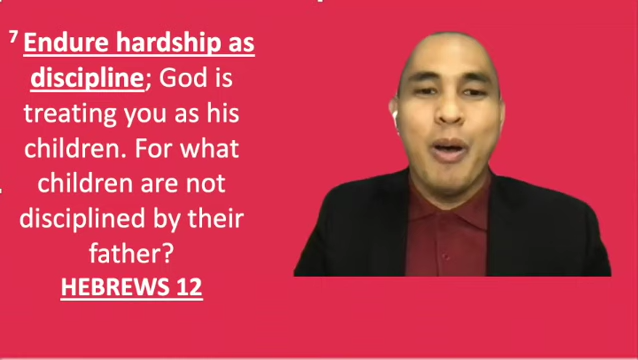 7 Endure hardship as
discipline; God is
treating you as his
children. For what
children are not
disciplined by their
father?
HEBREWS 12